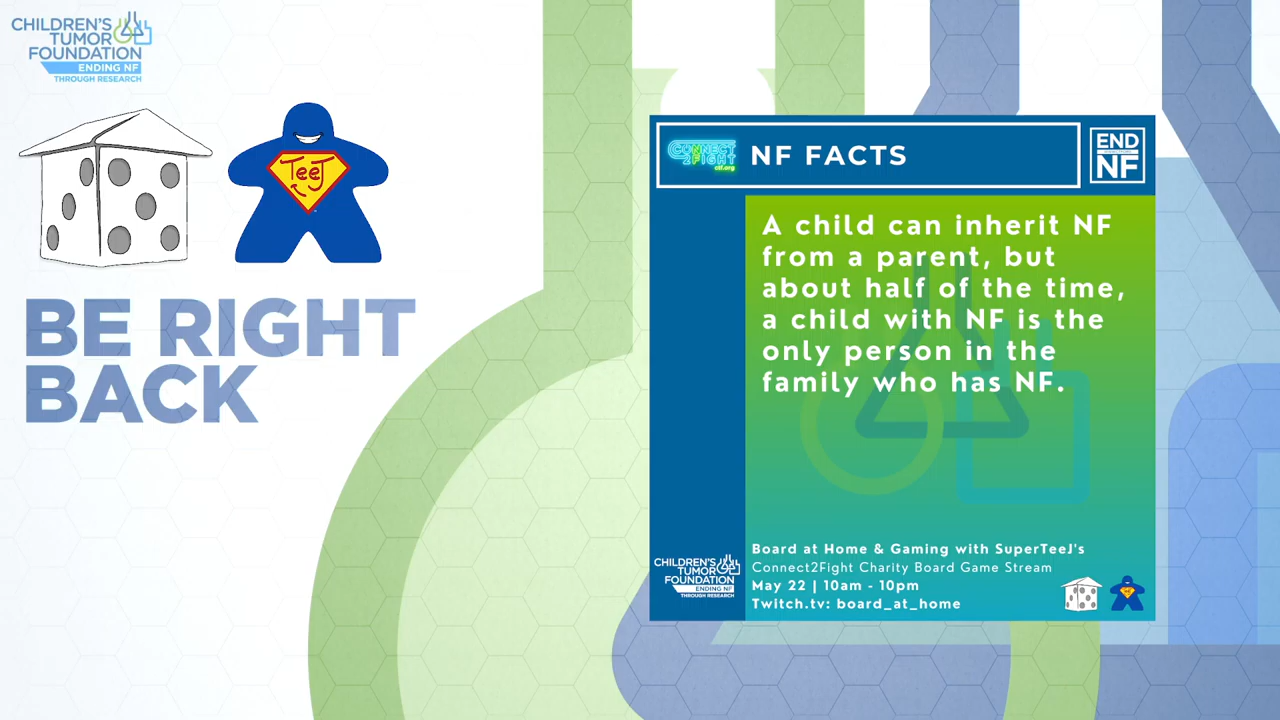 CHILDREN'S
TUMOR
FOUNDATION
ENDING NF
THROUGH RESEARCH
TeeJ
BE RIGHT
BACK
CONNECT
2FIGHT
c2f.org
NF FACTS
END
NF
A child can inherit NF
from a parent, but
about half of the time,
a child with NF is the
only person in the
family who has NF.
Board at Home & Gaming with SuperTeeJ's
Connect2Fight Charity Board Game Stream
May 22 | 10am - 10pm
Twitch.tv: board_at_home
CHILDREN'S
TUMOR
FOUNDATION
ENDING NF
THROUGH RESEARCH